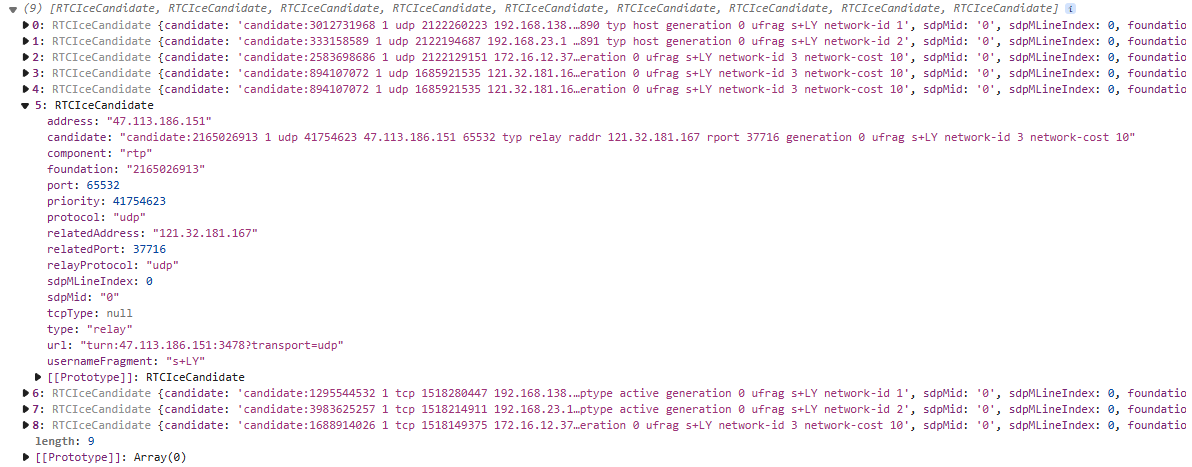 (9) [RTCIceCandidate, RTCIceCandidate, RTCIceCandidate, RTCIceCandidate, RTCIceCandidate, RTCIceCandidate, RTCIceCandidate, RTCIceCandidate, RTCIceCandidate] i
0: RTCIceCandidate {candidate: 'candidate:3012731968 1 udp 2122260223 192.168.138…890 typ host generation 0 ufrag s+LY network-id 1', sdpMid: '0', sdpMLineIndex: 0, foundatio
1: RTCIceCandidate {candidate: 'candidate:333158589 1 udp 2122194687 192.168.23.1 …891 typ host generation 0 ufrag s+LY network-id 2', sdpMid: '0', sdpMLineIndex: 0, foundatio
2: RTCIceCandidate {candidate: 'candidate:2583698686 1 udp 2122129151 172.16.12.37…eration 0 ufrag s+LY network-id 3 network-cost 10', sdpMid: '0', sdpMLineIndex: 0, foundatio
3: RTCIceCandidate {candidate: 'candidate:894107072 1 udp 1685921535 121.32.181.16…eration 0 ufrag s+LY network-id 3 network-cost 10', sdpMid: '0', sdpMLineIndex: 0, foundatio
4: RTCIceCandidate {candidate: 'candidate:894107072 1 udp 1685921535 121.32.181.16…eration 0 ufrag s+LY network-id 3 network-cost 10', sdpMid: '0', sdpMLineIndex: 0, foundatio
5: RTCIceCandidate
address: "47.113.186.151"
candidate: "candidate:2165026913 1 udp 41754623 47.113.186.151 65532 typ relay raddr 121.32.181.167 rport 37716 generation 0 ufrag s+LY network-id 3 network-cost 10"
component: "rtp"
foundation: "2165026913"
port: 65532
priority: 41754623
protocol: "udp"
relatedAddress: "121.32.181.167"
relatedPort: 37716
relayProtocol: "udp"
sdpMLineIndex: 0
sdpMid: "0"
tcpType: null
type: "relay"
url: "turn:47.113.186.151:3478?transport=udp"
usernameFragment: "s+LY"
[[Prototype]]: RTCIceCandidate
6: RTCIceCandidate {candidate: 'candidate:1295544532 1 tcp 1518280447 192.168.138…ptype active generation 0 ufrag s+LY network-id 1', sdpMid: '0', sdpMLineIndex: 0, foundatio
7: RTCIceCandidate {candidate: 'candidate:3983625257 1 tcp 1518214911 192.168.23.1…ptype active generation 0 ufrag s+LY network-id 2', sdpMid: '0', sdpMLineIndex: 0, foundatio
8: RTCIceCandidate {candidate: 'candidate:1688914026 1 tcp 1518149375 172.16.12.37…eration 0 ufrag s+LY network-id 3 network-cost 10', sdpMid: '0', sdpMLineIndex: 0, foundatio
length: 9
[[Prototype]]: Array(0)